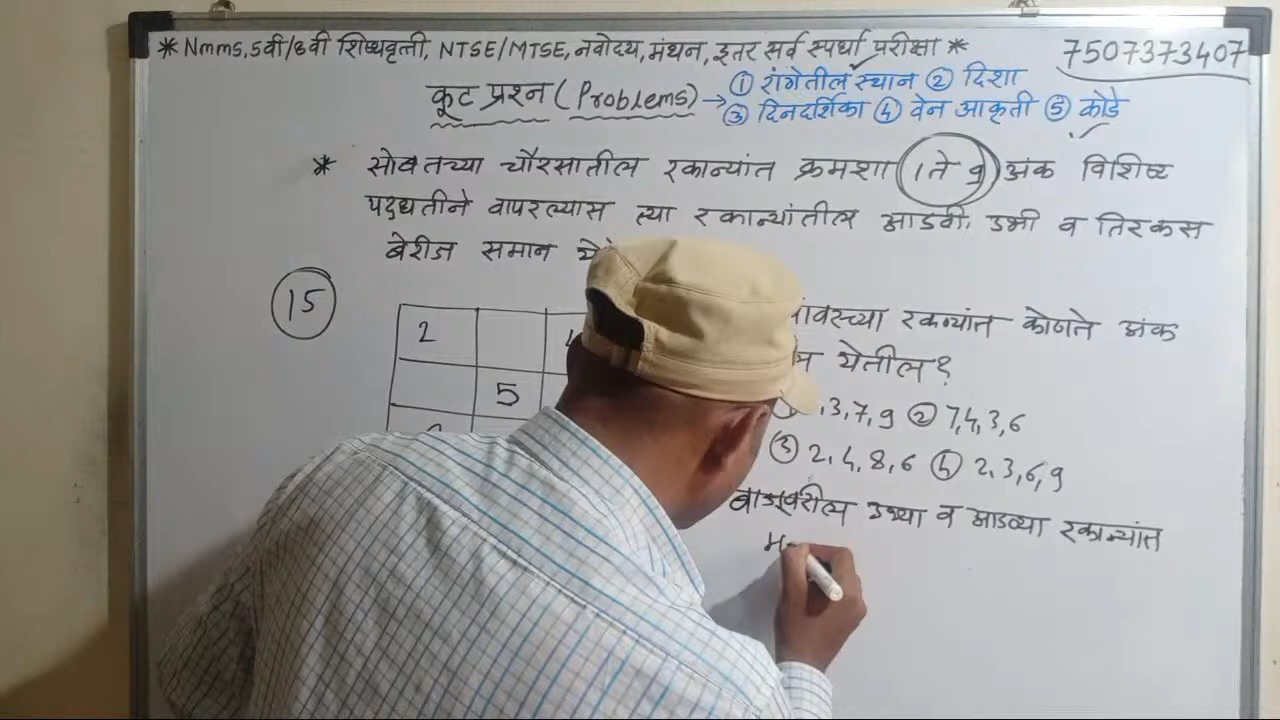 * Nmms, 5वी/8वी शिष्यवृत्ती, NTSE/MTSE, नवोदय, मंथन, इतर सर्व स्पर्धा परीक्षा *
7507373407
कूट प्रश्न ( Problems) → ① रांगेतील स्थान ② दिशा
③ दिनदर्शिका ④ वेन आकृती ⑤ कोडे
* सोबतच्या चौरसातील रकान्यांत क्रमशा 1 ते 9 अंक विशिष्ट
पद्धतीने वापरल्यास त्या रकान्यांतील आडवी, उभी व तिरकस
बेरीज समान
15
2
5
रकान्यांत कोणते अंक
येतील?
,3,7,9 ② 7,4,3,6
③ 2,4,8,6 ④ 2,3,6,9
बाजूवरील उभ्या व आडव्या रकान्यांत